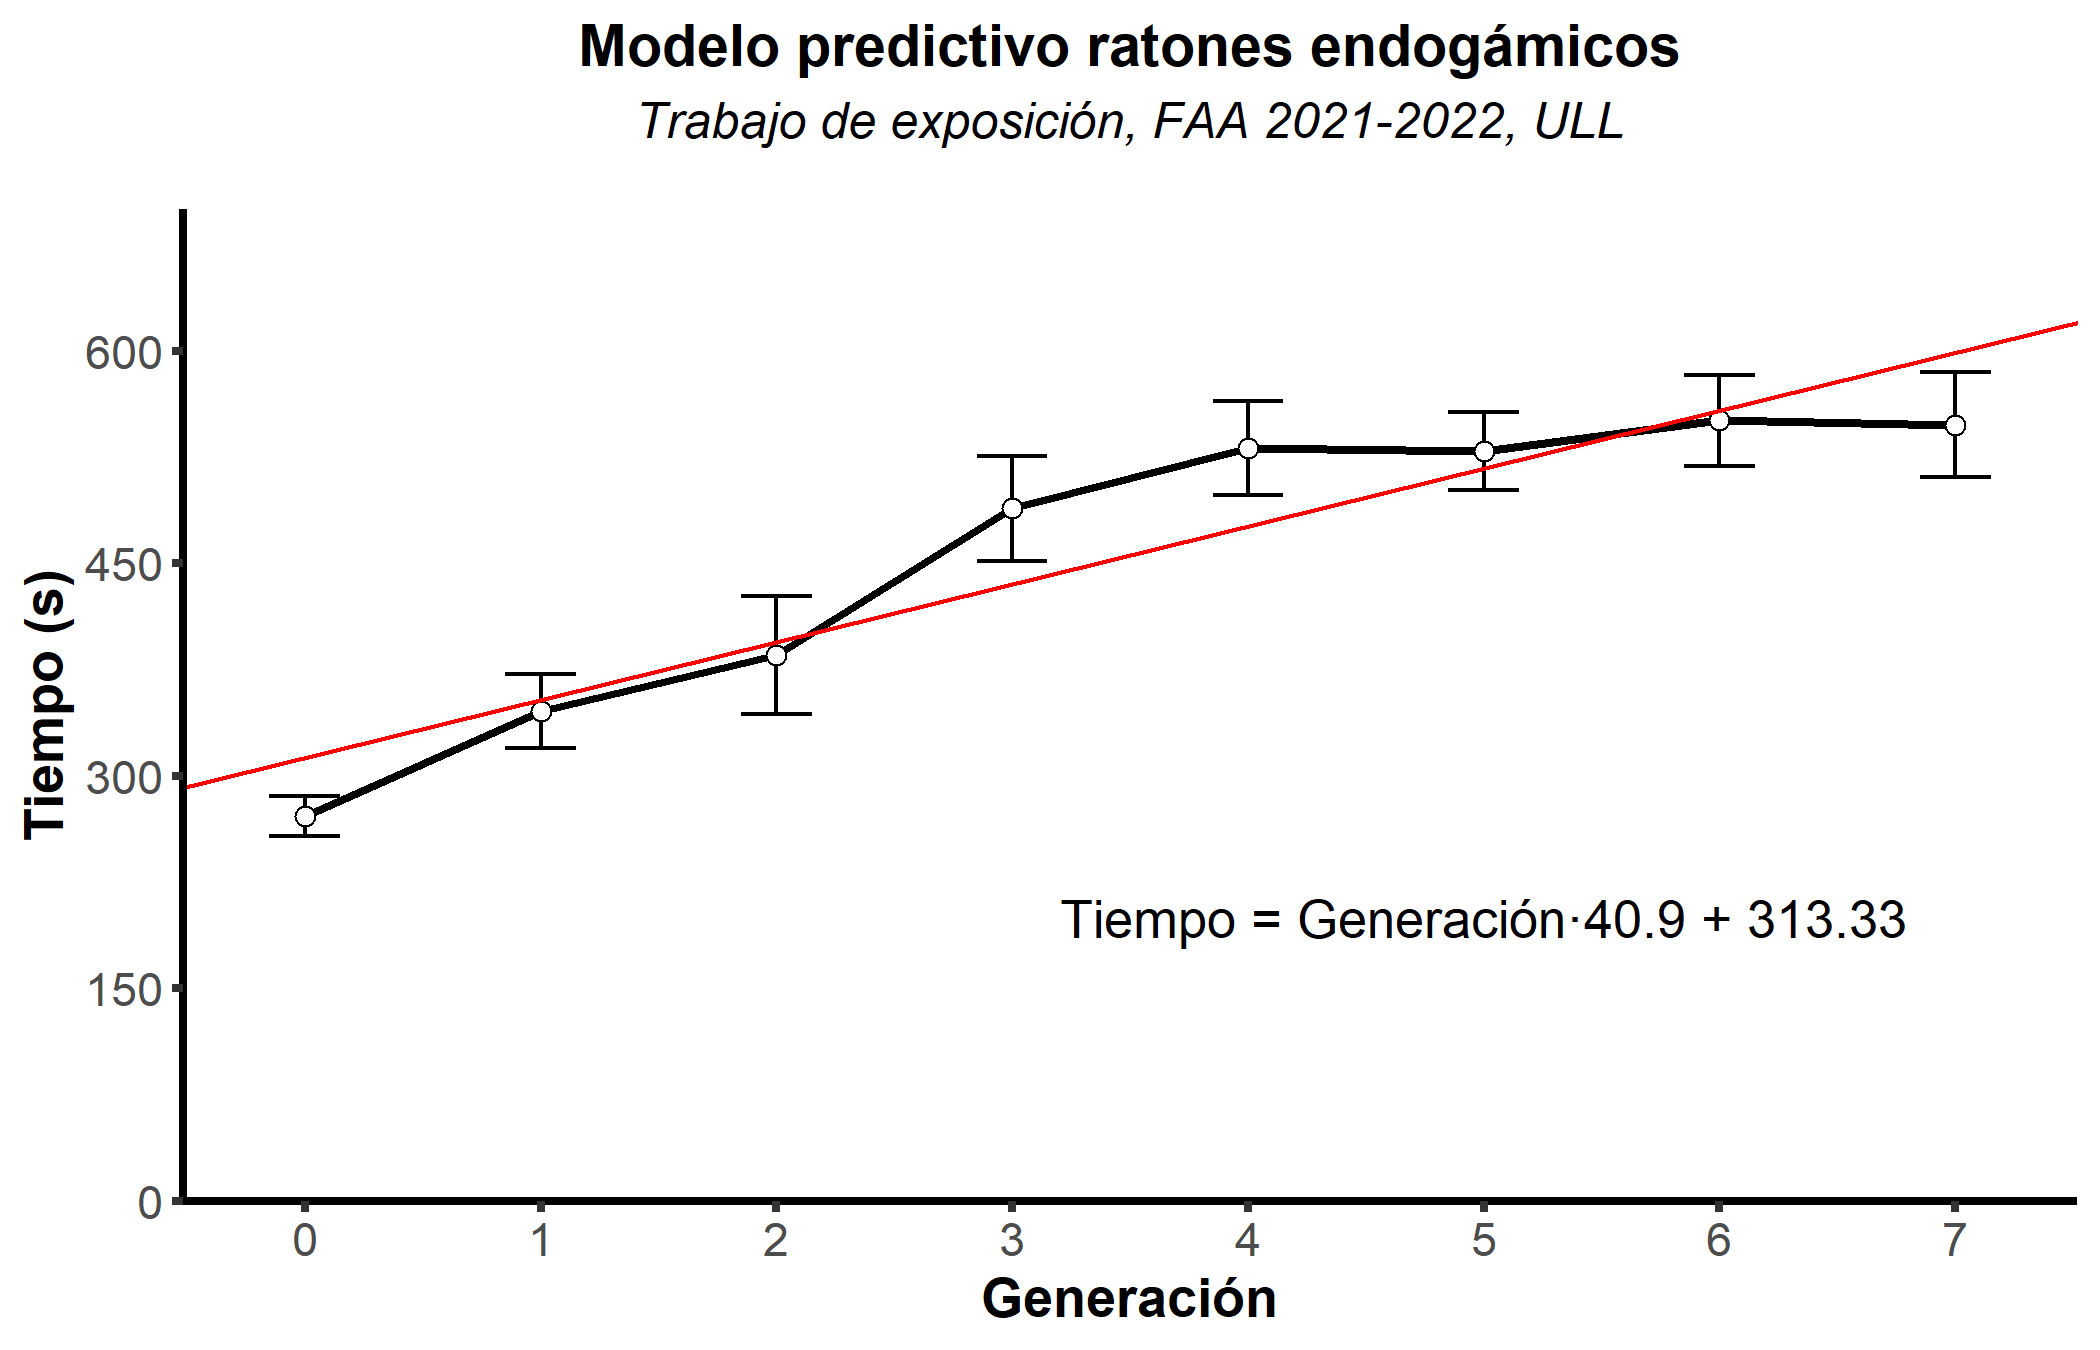 Modelo predictivo ratones endogámicos
Trabajo de exposición, FAA 2021-2022, ULL
Tiempo (s)
600
450
300
150
0
Tiempo = Generación·40.9 + 313.33
0 1 2 3 4 5 6 7
Generación